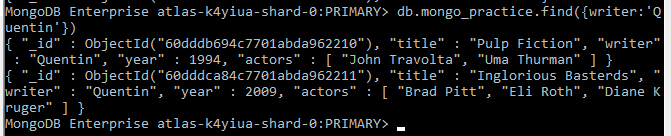 MongoDB Enterprise atlas-k4yiua-shard-0:PRIMARY> db.mongo_practice.find({writer:'Q
uentin'})
{ "_id" : ObjectId("60dddb694c7701abda962210"), "title" : "Pulp Fiction", "writer"
 : "Quentin", "year" : 1994, "actors" : [ "John Travolta", "Uma Thurman" ] }
{ "_id" : ObjectId("60dddca84c7701abda962211"), "title" : "Inglorious Basterds", "
writer" : "Quentin", "year" : 2009, "actors" : [ "Brad Pitt", "Eli Roth", "Diane K
ruger" ] }
MongoDB Enterprise atlas-k4yiua-shard-0:PRIMARY>